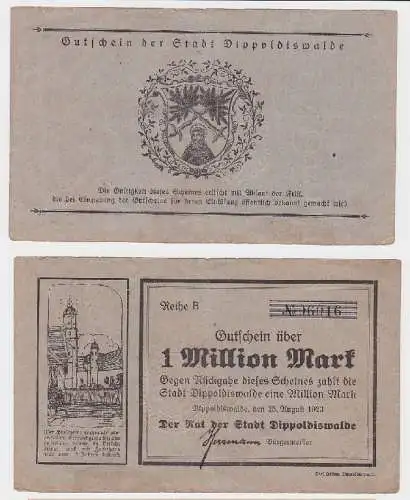 Gutschein der Stadt Dippoldiswalde
Die Gültigkeit dieses Scheines erlischt mit Ablauf der Frist,
die bei Einziehung der Gutscheine für deren Einlösung öffentlich bekannt gemacht wird
Reihe B
Gutschein über
1 Million Mark
Gegen Rückgabe dieses Scheines zahlt die
Stadt Dippoldiswalde eine Million Mark
Dippoldiswalde, den 25. August 1923
Der Rat der Stadt Dippoldiswalde
Bürgermeister